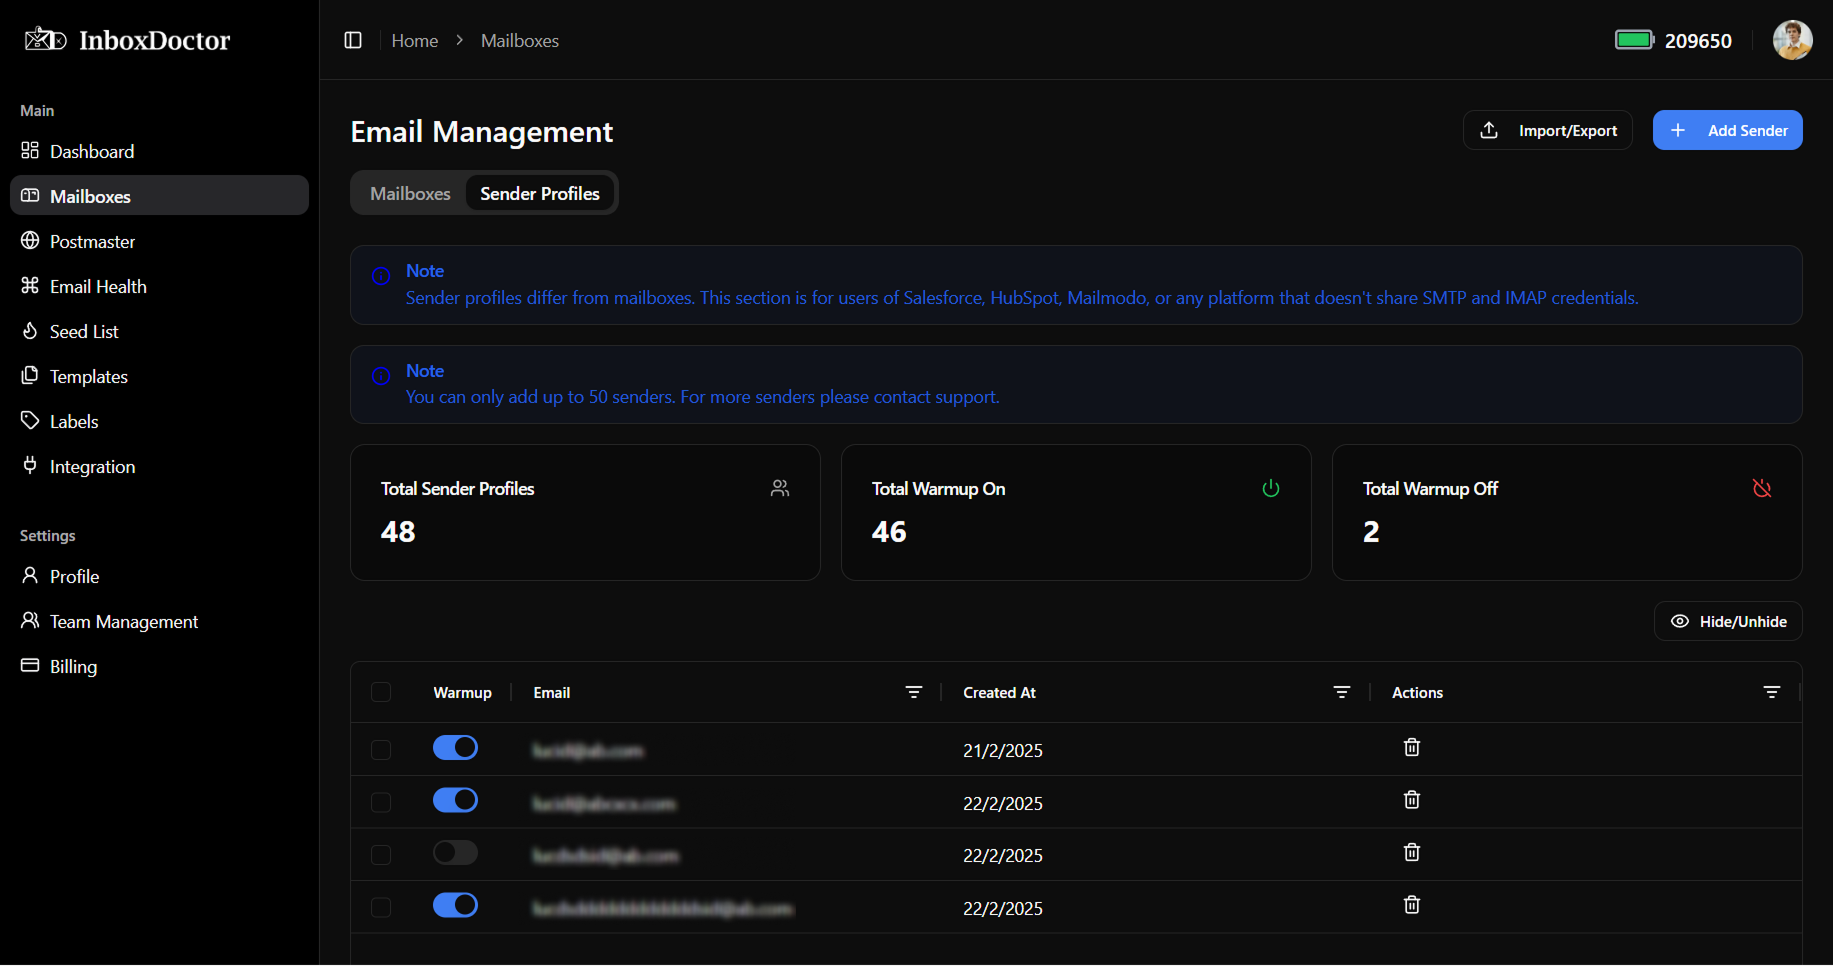 InboxDoctor
Home > Mailboxes
209650
Main
Dashboard
Mailboxes
Postmaster
Email Health
Seed List
Templates
Labels
Integration
Settings
Profile
Team Management
Billing
Email Management
Import/Export
Add Sender
Mailboxes
Sender Profiles
Note
Sender profiles differ from mailboxes. This section is for users of Salesforce, HubSpot, Mailmodo, or any platform that doesn't share SMTP and IMAP credentials.
Note
You can only add up to 50 senders. For more senders please contact support.
Total Sender Profiles
48
Total Warmup On
46
Total Warmup Off
2
Hide/Unhide
Warmup Email Created At Actions
21/2/2025
22/2/2025
22/2/2025
22/2/2025